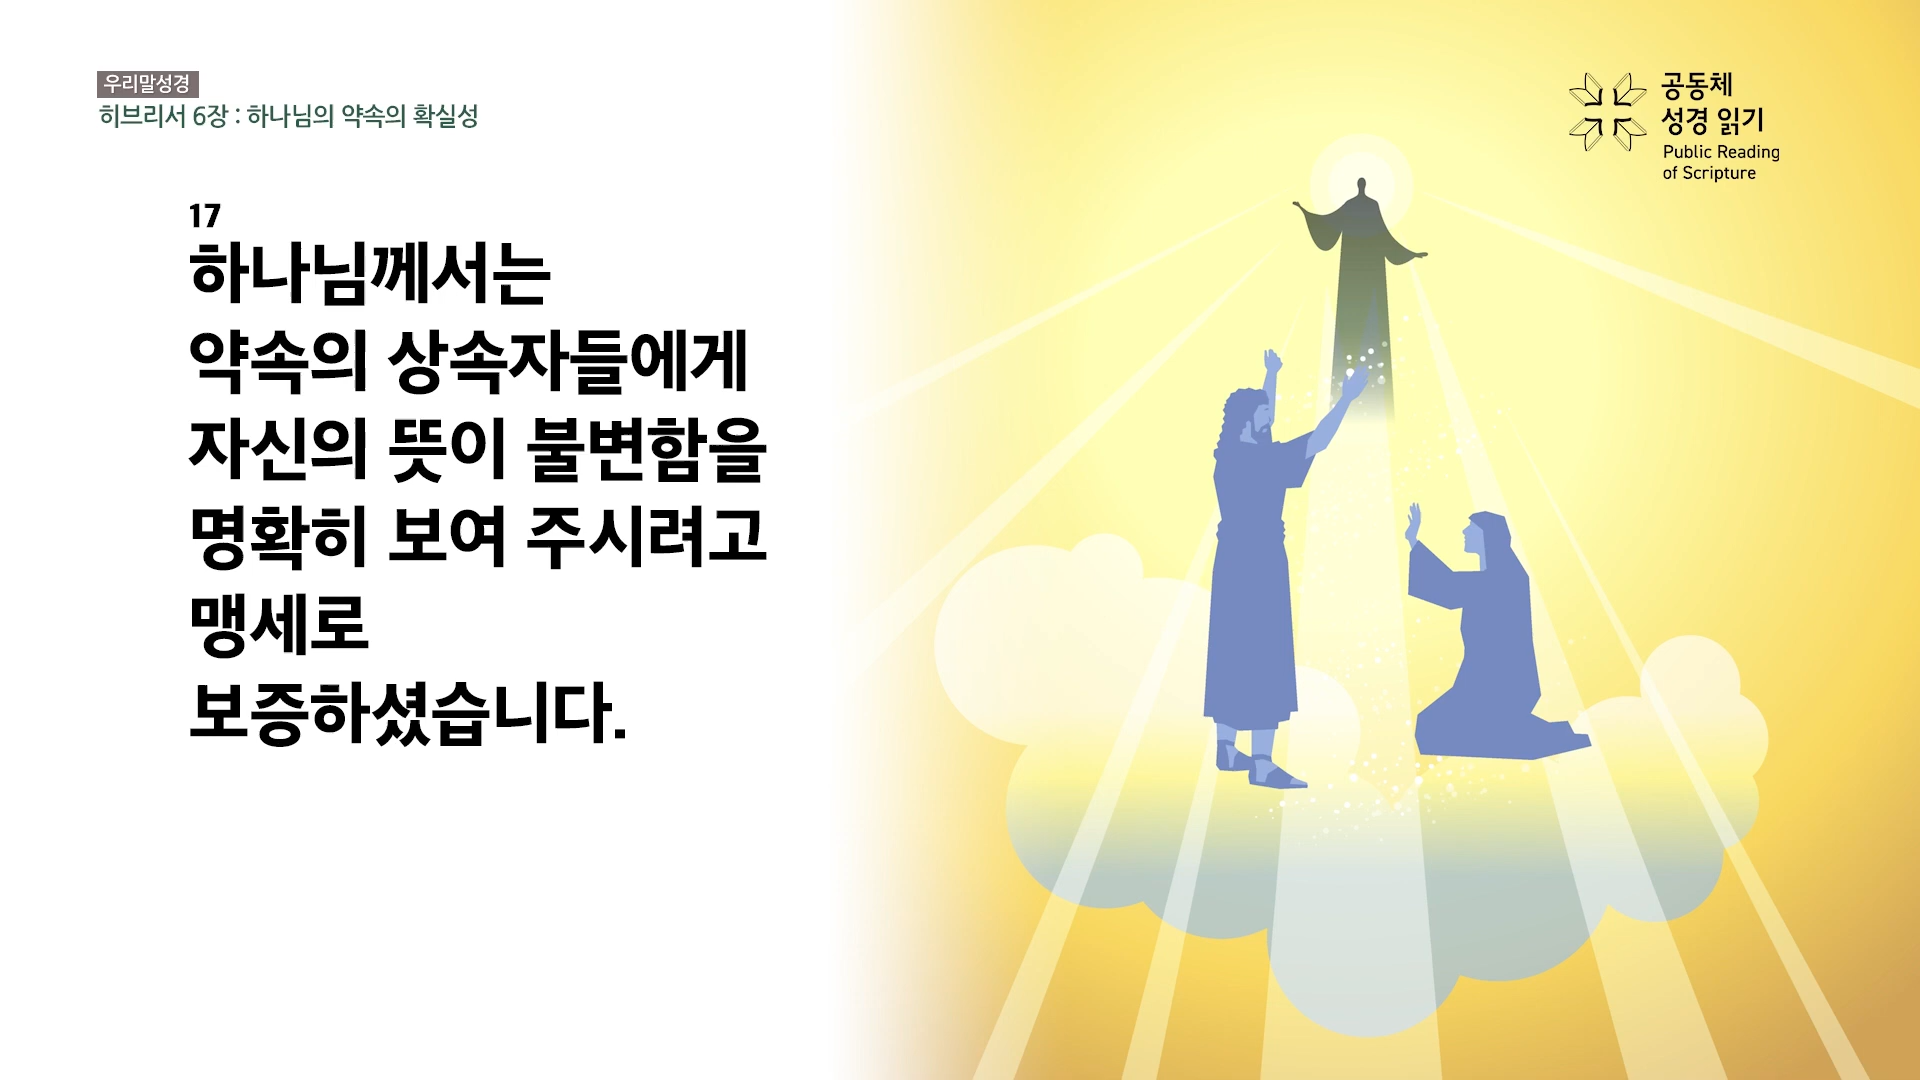 우리말성경
히브리서 6장 : 하나님의 약속의 확실성
17
하나님께서는
약속의 상속자들에게
자신의 뜻이 불변함을
명확히 보여 주시려고
맹세로
보증하셨습니다.
공동체
성경 읽기
Public Reading
of Scripture